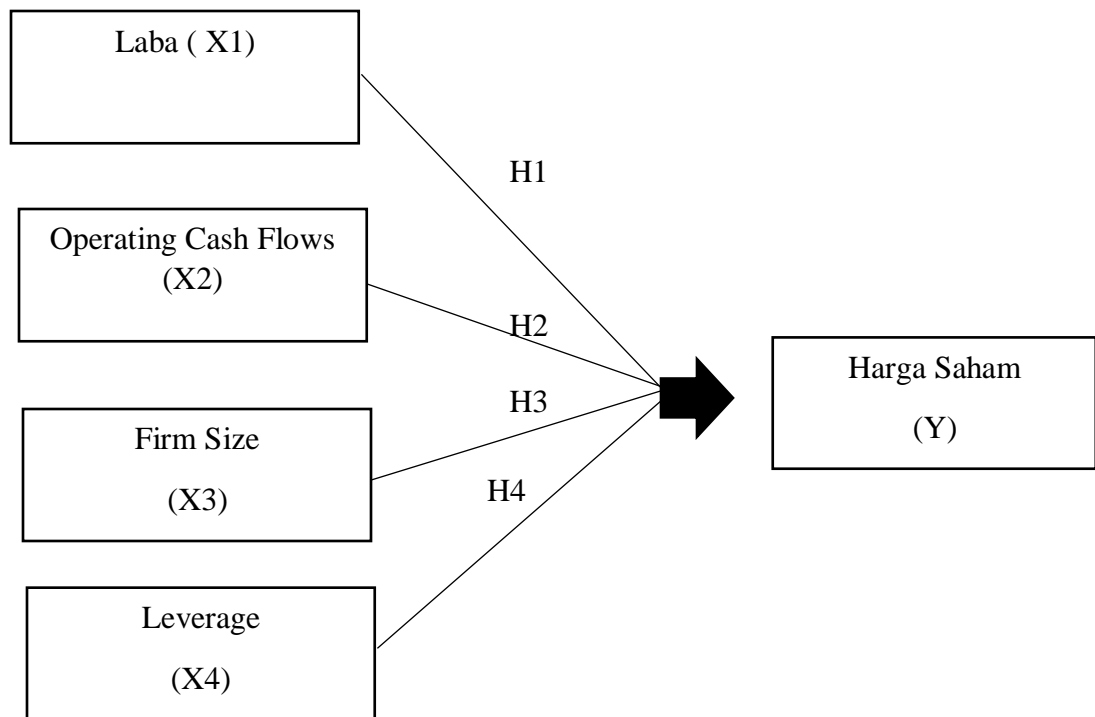 Laba ( X1)
H1
Operating Cash Flows
(X2)
H2
Harga Saham
(Y)
H3
Firm Size
(X3)
H4
Leverage
(X4)